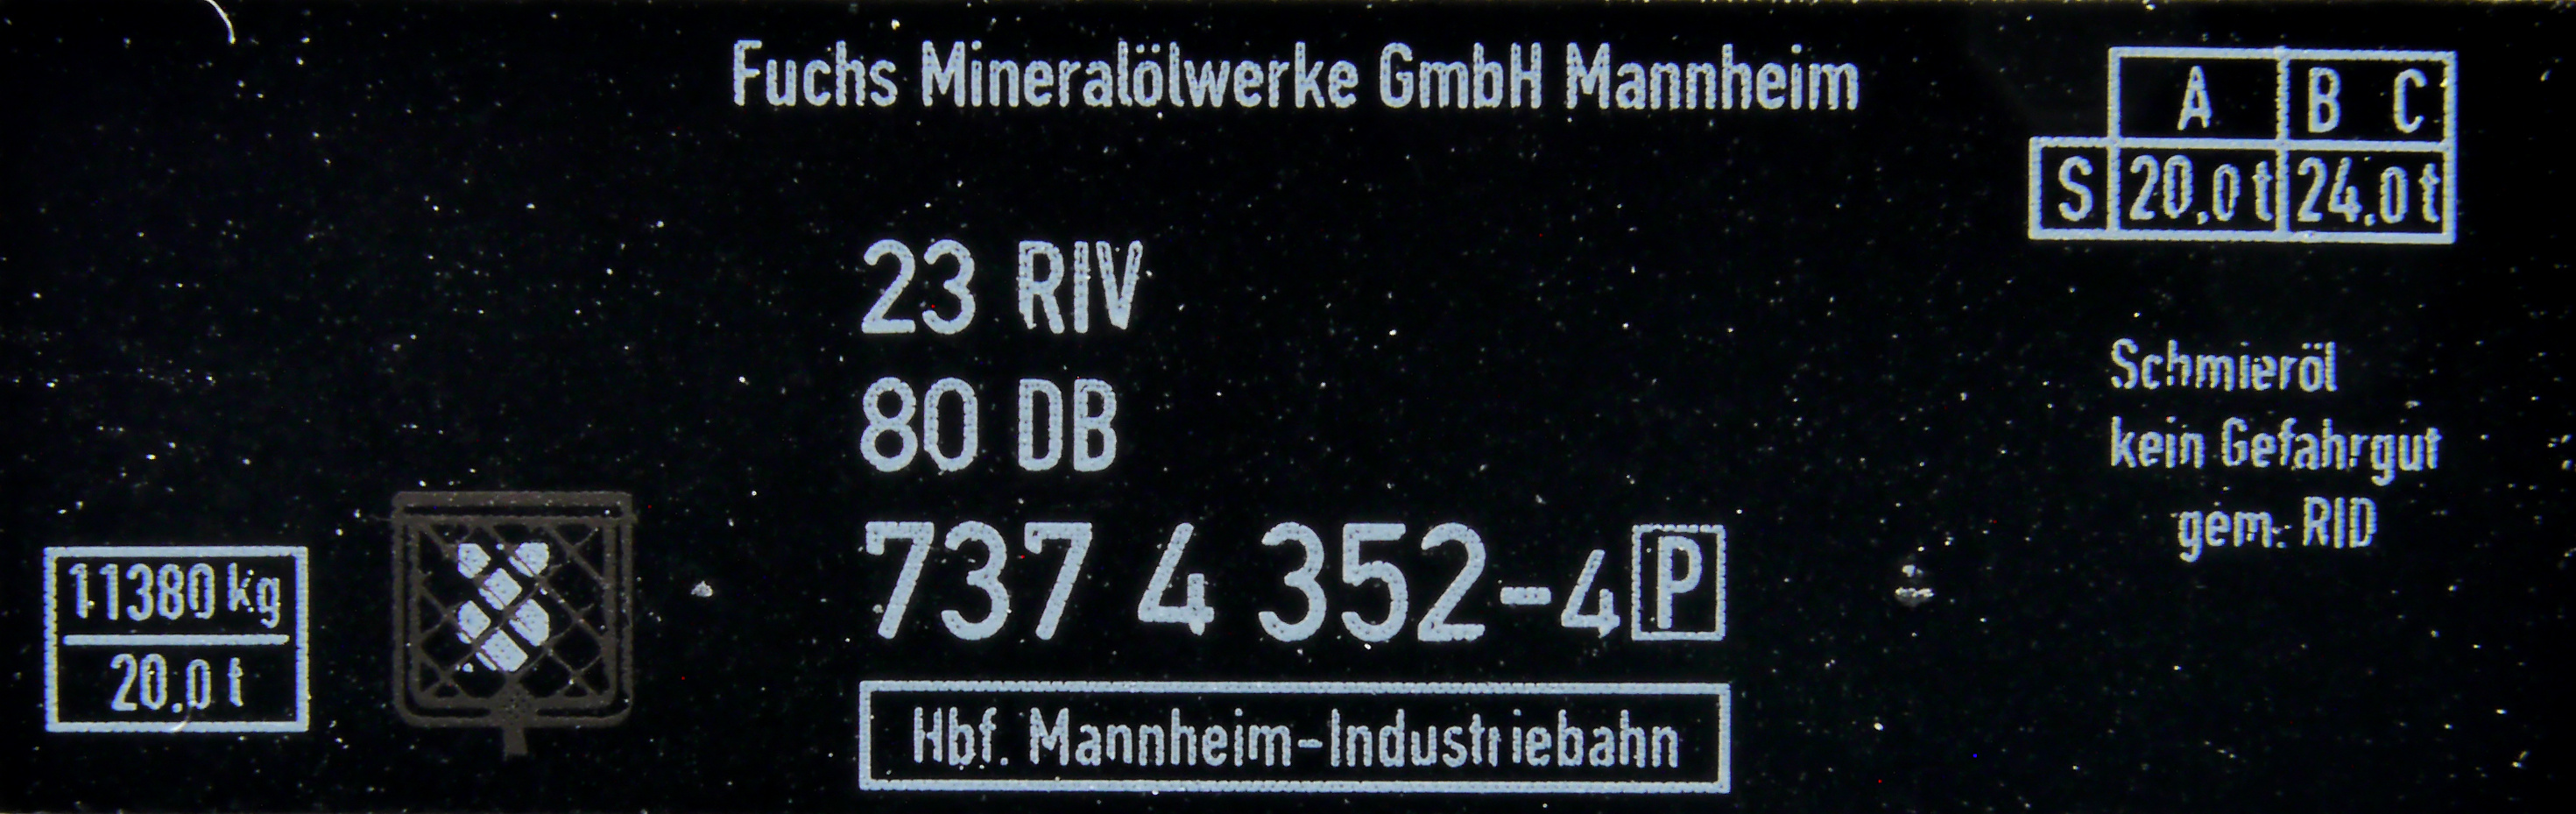 Fuchs Mineralölwerke GmbH Mannheim
A B C
S 20,0 t 24,0 t
23 RIV
80 DB
737 4 352-4 P
Hbf. Mannheim-Industriebahn
11380 kg
20,0 t
Schmieröl
kein Gefahrgut
gem. RID